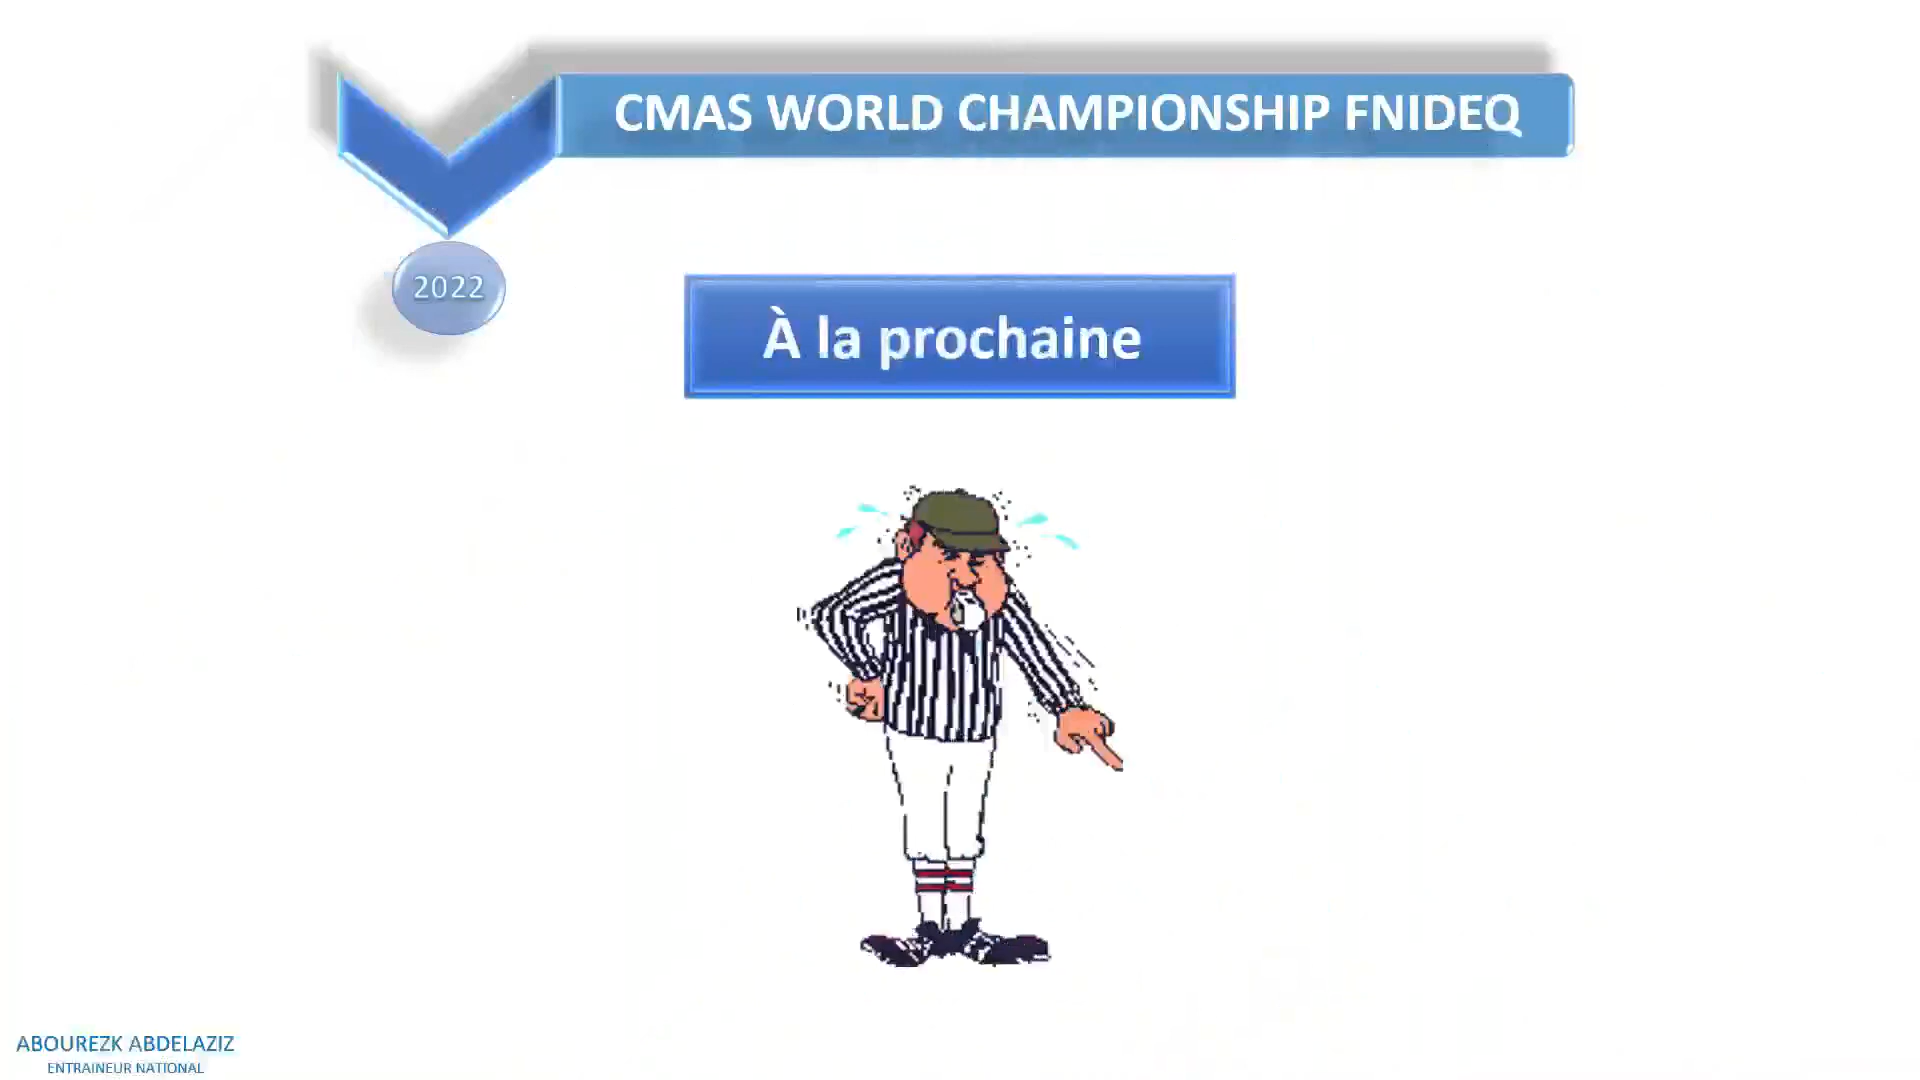 CMAS WORLD CHAMPIONSHIP FNIDEQ
2022
À la prochaine
ABOUREZK ABDELAZIZ
ENTRAINEUR NATIONAL